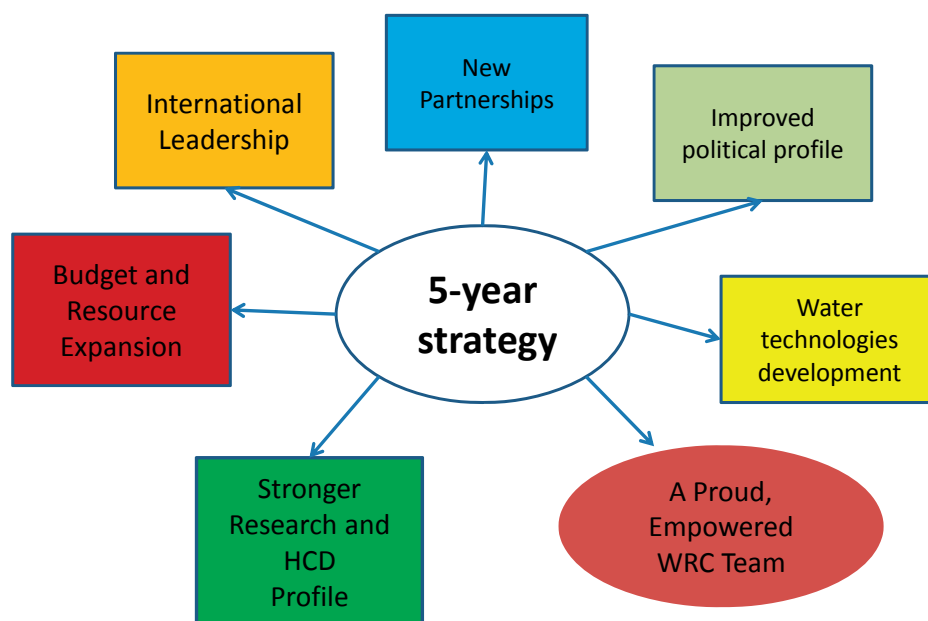 New
Partnerships
International
Leadership
Improved
political profile
Budget and
Resource
Expansion
5-year
strategy
Water
technologies
development
Stronger
Research and
HCD
Profile
A Proud,
Empowered
WRC Team